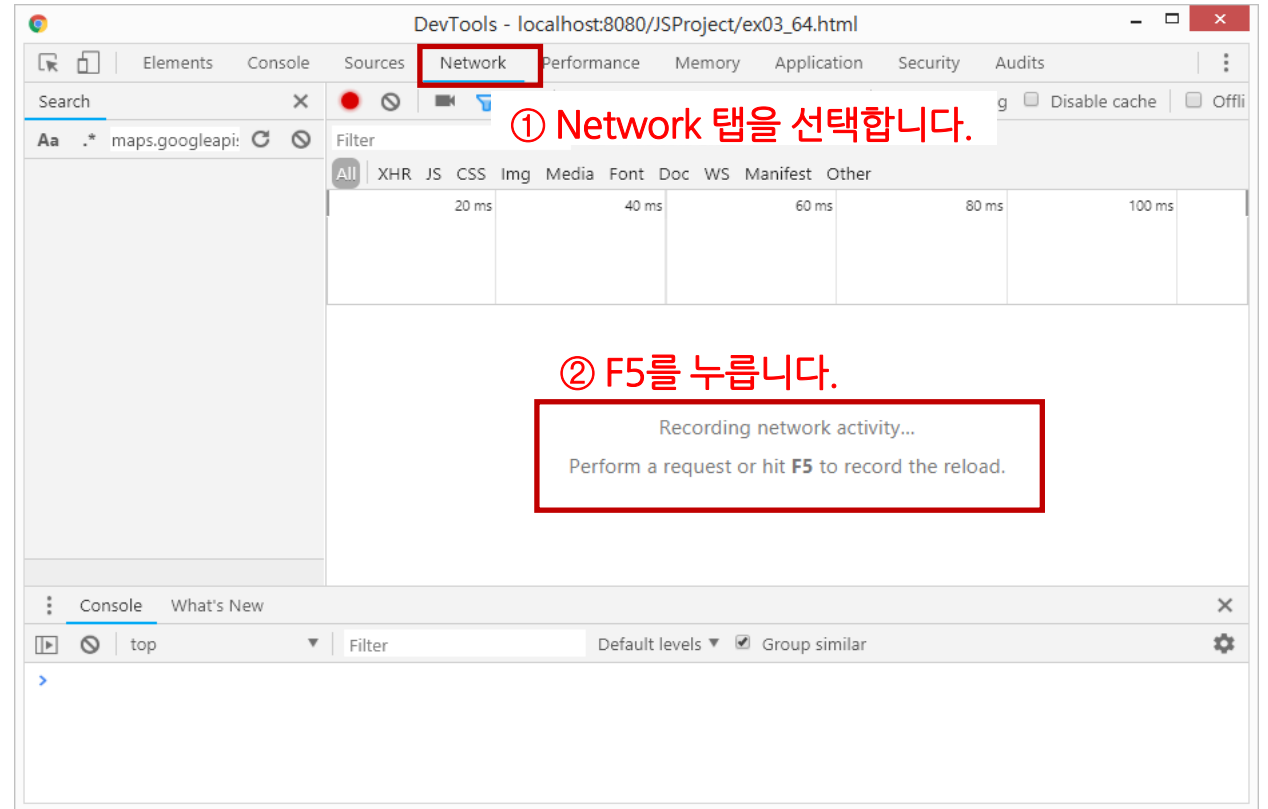 DevTools - localhost:8080/JSProject/ex03_64.html
Elements Console Sources Network Performance Memory Application Security Audits
Search Disable cache Offli
① Network 탭을 선택합니다.
Aa .* maps.googleapi: Filter
All XHR JS CSS Img Media Font Doc WS Manifest Other
20 ms 40 ms 60 ms 80 ms 100 ms
② F5를 누릅니다.
Recording network activity...
Perform a request or hit F5 to record the reload.
Console What's New
top Filter Default levels Group similar